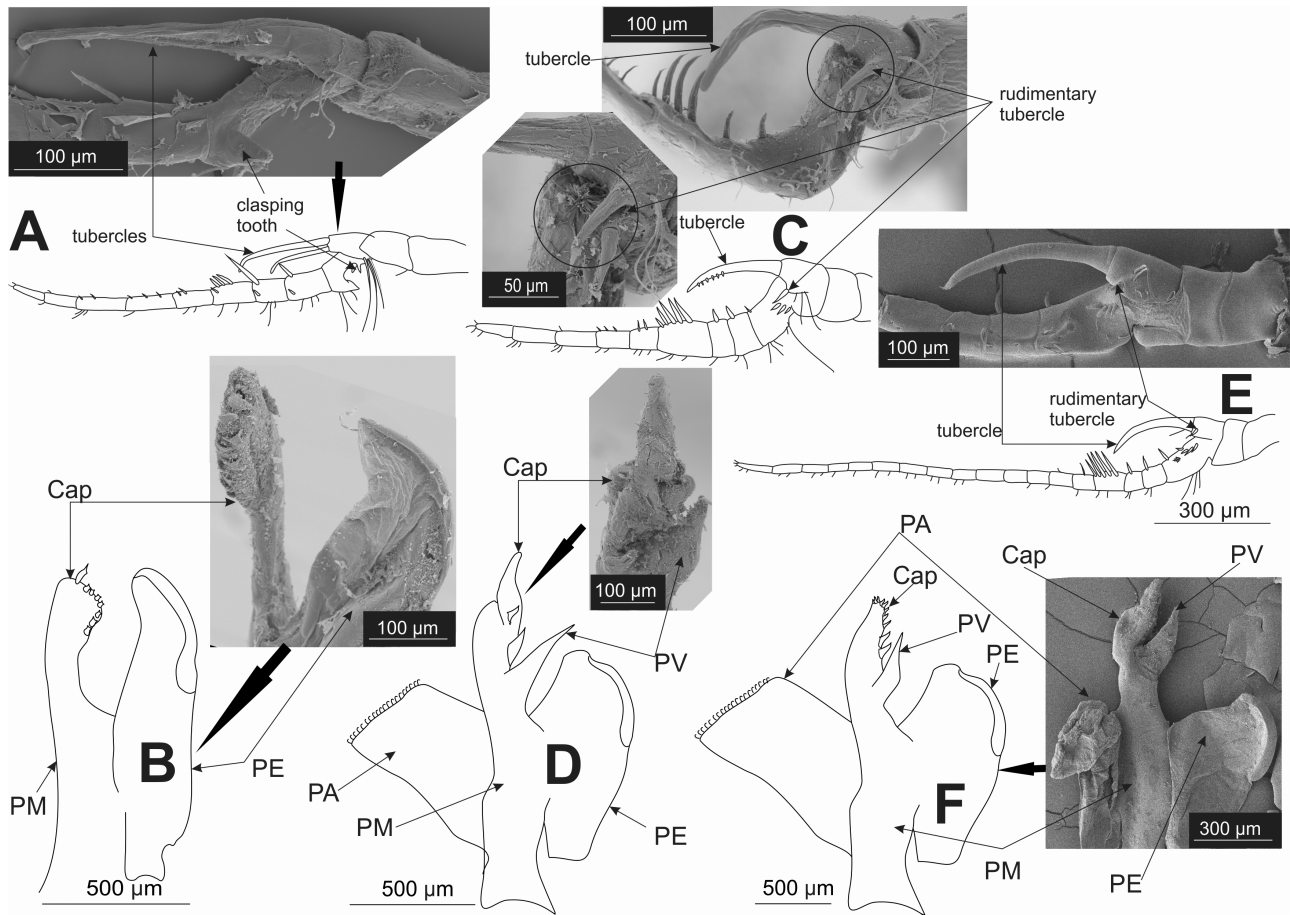 100 µm
tubercle
rudimentary
tubercle
100 µm
clasping
tooth
A
tubercles
50 µm
tubercle
C
100 µm
rudimentary
tubercle
E
tubercle
300 µm
Cap
100 µm
B
PM
PE
500 µm
Cap
100 µm
PV
D
PA
PM
PE
500 µm
PA
Cap
PV
PE
F
PM
500 µm
Cap
PV
300 µm
PE